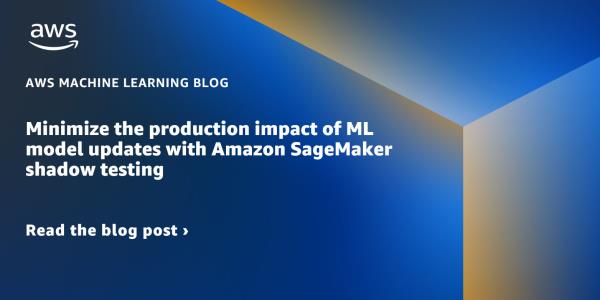 aws
AWS MACHINE LEARNING BLOG
Minimize the production impact of ML
model updates with Amazon SageMaker
shadow testing
Read the blog post ›